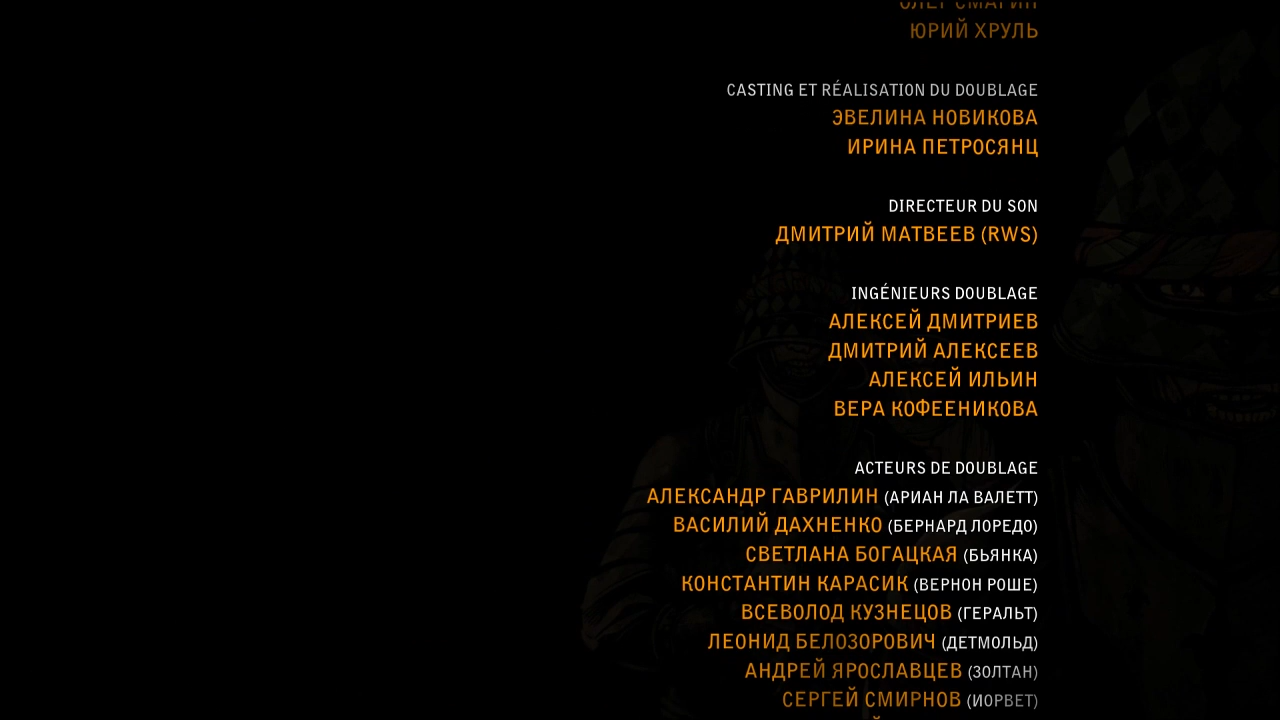 ЮРИЙ ХРУЛЬ
CASTING ET RÉALISATION DU DOUBLAGE
ЭВЕЛИНА НОВИКОВА
ИРИНА ПЕТРОСЯНЦ
DIRECTEUR DU SON
ДМИТРИЙ МАТВЕЕВ (RWS)
INGÉNIEURS DOUBLAGE
АЛЕКСЕЙ ДМИТРИЕВ
ДМИТРИЙ АЛЕКСЕЕВ
АЛЕКСЕЙ ИЛЬИН
ВЕРА КОФЕЕНИКОВА
ACTEURS DE DOUBLAGE
АЛЕКСАНДР ГАВРИЛИН (АРИАН ЛА ВАЛЕТТ)
ВАСИЛИЙ ДАХНЕНКО (БЕРНАРД ЛОРЕДО)
СВЕТЛАНА БОГАЦКАЯ (БЬЯНКА)
КОНСТАНТИН КАРАСИК (ВЕРНОН РОШЕ)
ВСЕВОЛОД КУЗНЕЦОВ (ГЕРАЛЬТ)
ЛЕОНИД БЕЛОЗОРОВИЧ (ДЕТМОЛЬД)
АНДРЕЙ ЯРОСЛАВЦЕВ (ЗОЛТАН)
СЕРГЕЙ СМИРНОВ (ИОРВЕТ)